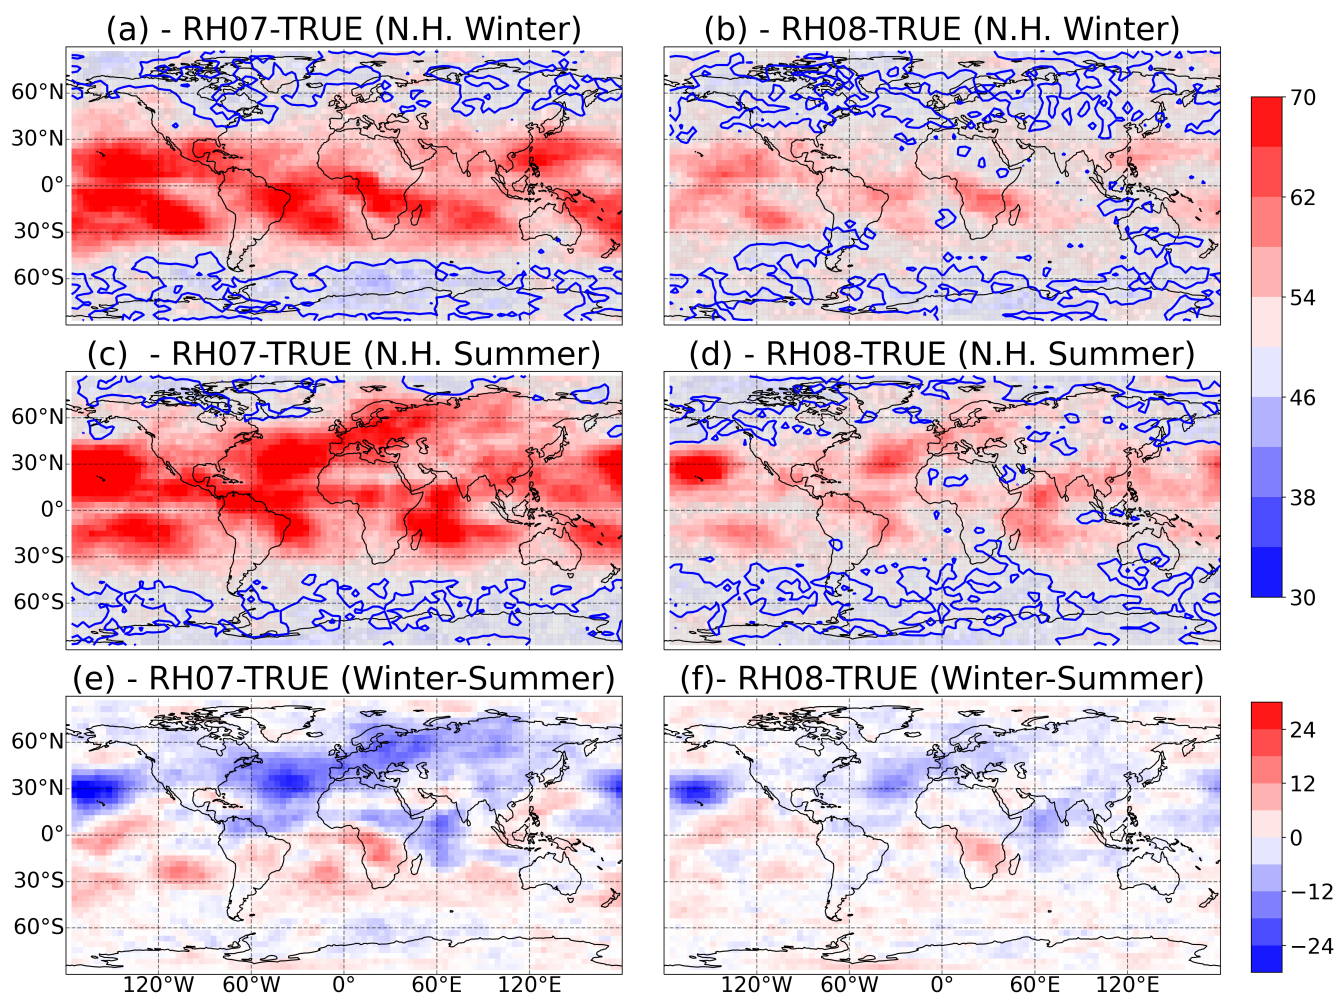 (a) - RH07-TRUE (N.H. Winter)
(b) - RH08-TRUE (N.H. Winter)
60°N
30°N
0°
30°S
60°S
(c)  - RH07-TRUE (N.H. Summer)
(d) - RH08-TRUE (N.H. Summer)
60°N
30°N
0°
30°S
60°S
70
62
54
46
38
30
(e) - RH07-TRUE (Winter-Summer)
(f)- RH08-TRUE (Winter-Summer)
60°N
30°N
0°
30°S
60°S
24
12
0
−12
−24
120°W 60°W 0° 60°E 120°E
120°W 60°W 0° 60°E 120°E